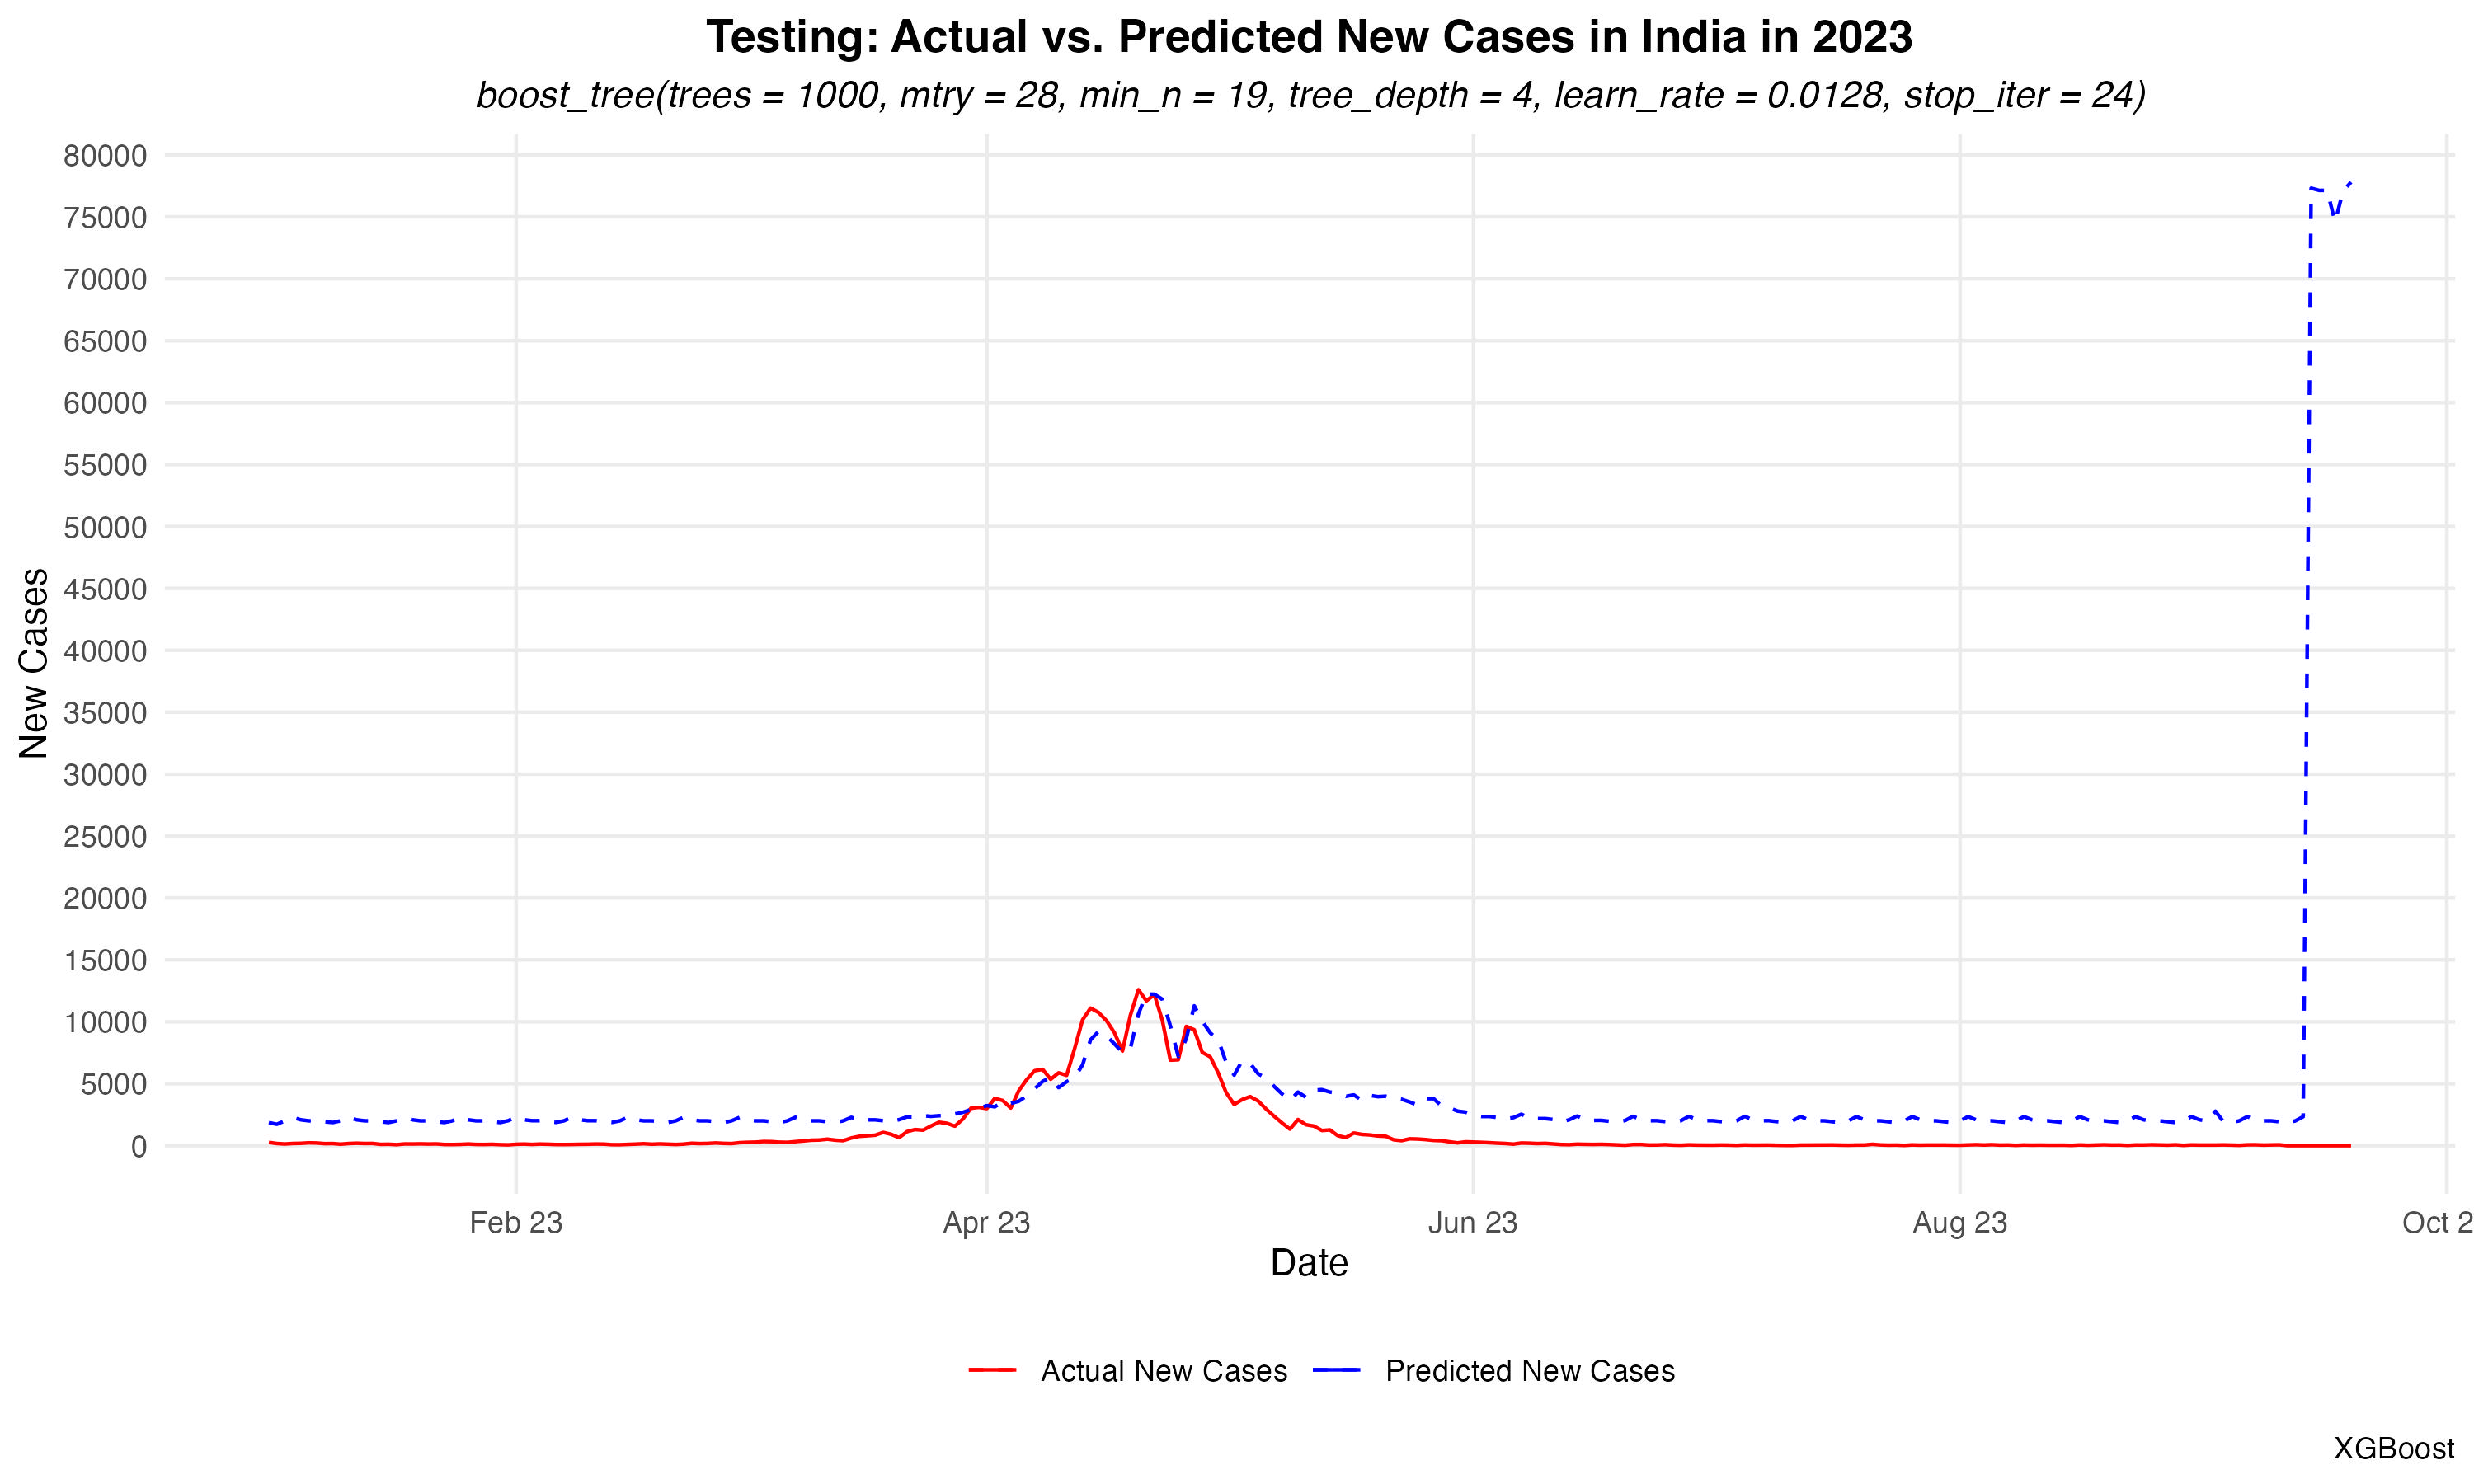 Testing: Actual vs. Predicted New Cases in India in 2023
boost_tree(trees = 1000, mtry = 28, min_n = 19, tree_depth = 4, learn_rate = 0.0128, stop_iter = 24)
80000
75000
70000
65000
60000
55000
50000
45000
40000
35000
30000
25000
20000
15000
10000
5000
0
New Cases
Feb 23
Apr 23
Jun 23
Aug 23
Oct 2
Date
Actual New Cases
Predicted New Cases
XGBoost